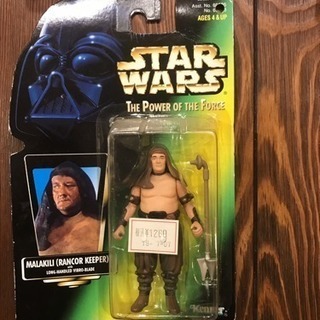 AGES 4 & UP
STAR
WARS
THE POWER OF THE FORCE
MALAKILI (RANCOR KEEPER)
LONG-HANDLED VIBRO-BLADE
Kenner